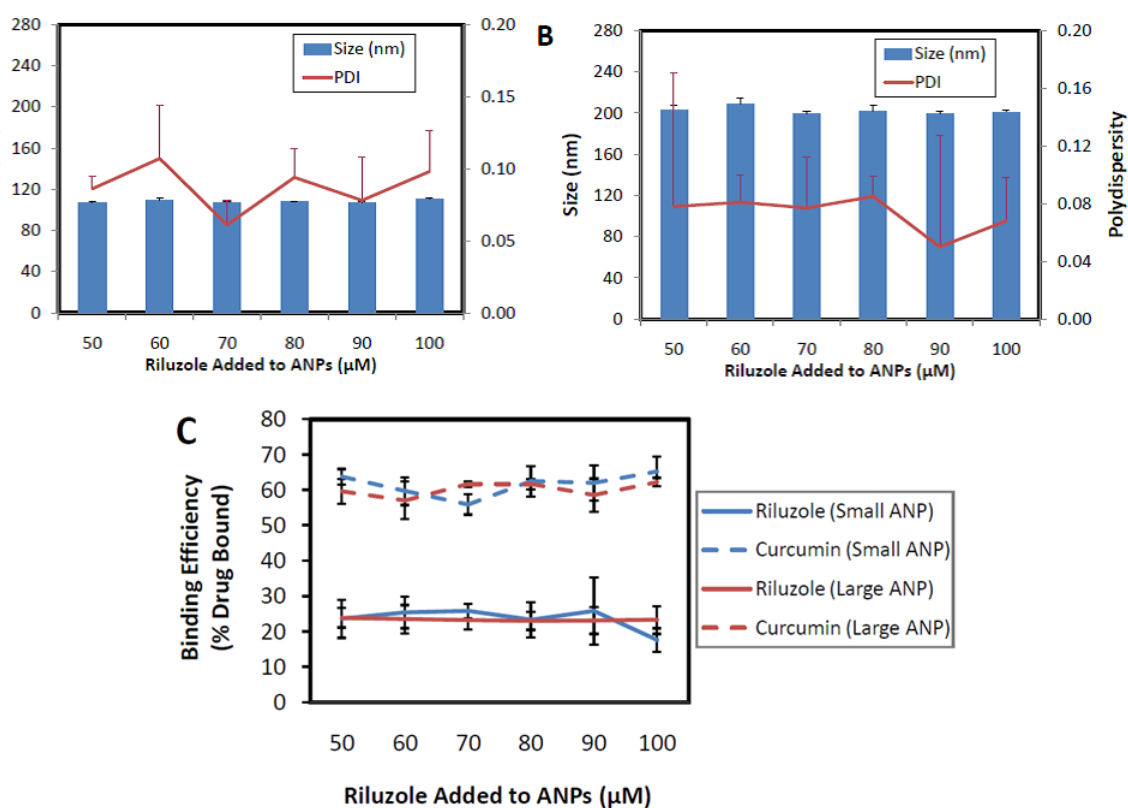 280
240
200
160
120
80
40
0
Size (nm)
PDI
0.20
0.15
0.10
0.05
0.00
50 60 70 80 90 100
Riluzole Added to ANPs (µM)
B
Size (nm)
280
240
200
160
120
80
40
0
Size (nm)
PDI
0.20
0.16
0.12
0.08
0.04
0.00
Polydispersity
50 60 70 80 90 100
Riluzole Added to ANPs (µM)
C
Binding Efficiency
(% Drug Bound)
80
70
60
50
40
30
20
10
0
50 60 70 80 90 100
Riluzole Added to ANPs (µM)
Riluzole (Small ANP)
Curcumin (Small ANP)
Riluzole (Large ANP)
Curcumin (Large ANP)